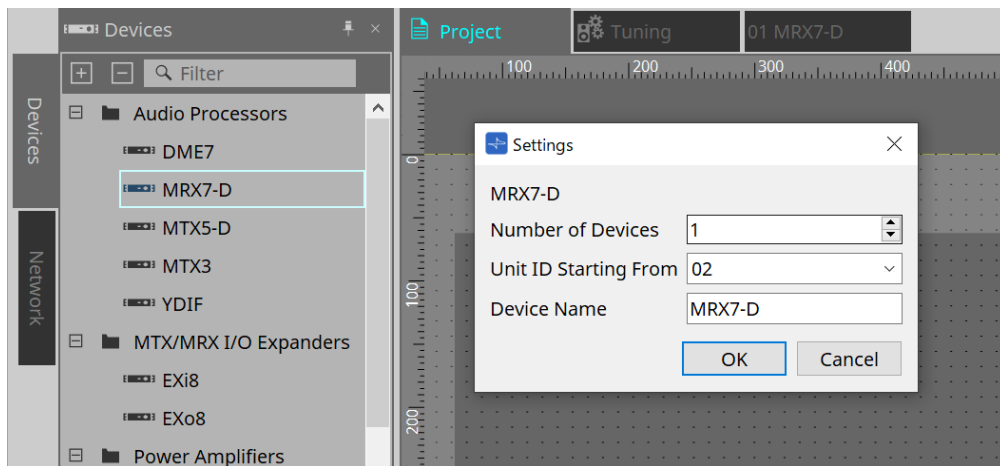 Devices
Project
Tuning
01 MRX7-D
Filter
100
200
300
400
Devices
Network
Audio Processors
DME7
MRX7-D
MTX5-D
MTX3
YDIF
MTX/MRX I/O Expanders
EXi8
EXo8
Power Amplifiers
0
100
200
Settings
MRX7-D
Number of Devices 1
Unit ID Starting From 02
Device Name MRX7-D
OK Cancel